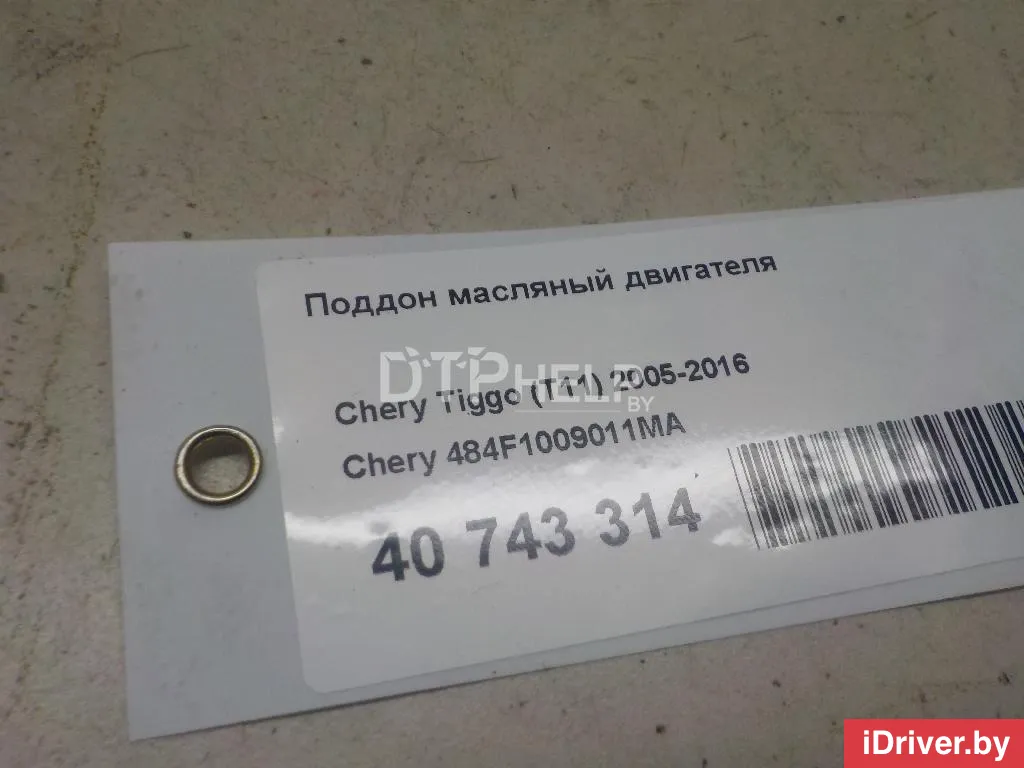 Поддон масляный двигателя
Chery Tiggo (T11) 2005-2016
DTPHELP.BY
Chery 484F1009011MA
40 743 314
iDriver.by